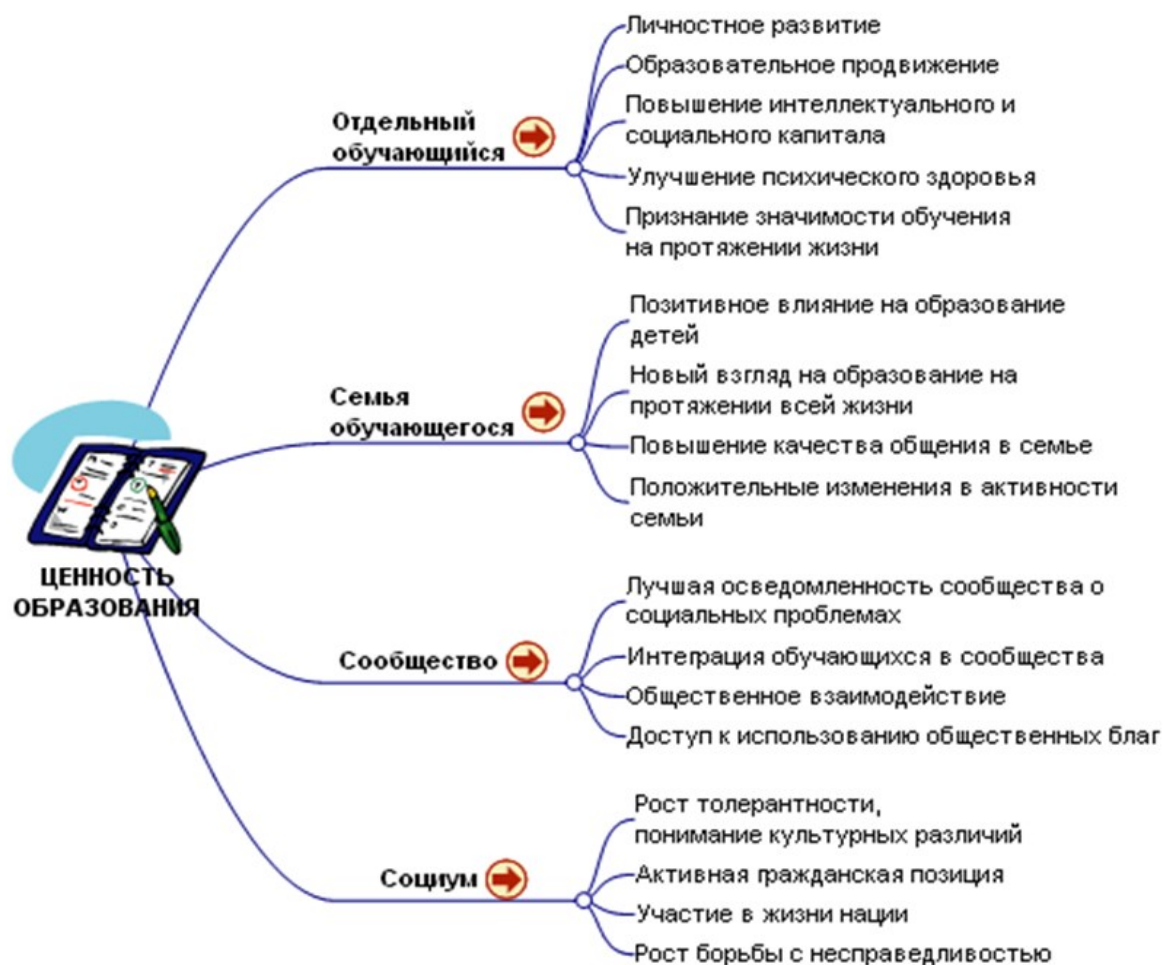 Личностное развитие
Образовательное продвижение
Отдельный
обучающийся
Повышение интеллектуального и
социального капитала
Улучшение психического здоровья
Признание значимости обучения
на протяжении жизни
Позитивное влияние на образование
детей
Семья
обучающегося
Новый взгляд на образование на
протяжении всей жизни
Повышение качества общения в семье
Положительные изменения в активности
семьи
ЦЕННОСТЬ
ОБРАЗОВАНИЯ
Лучшая осведомленность сообщества о
социальных проблемах
Сообщество
Интеграция обучающихся в сообщества
Общественное взаимодействие
Доступ к использованию общественных благ
Рост толерантности,
понимание культурных различий
Социум
Активная гражданская позиция
Участие в жизни нации
Рост борьбы с несправедливостью